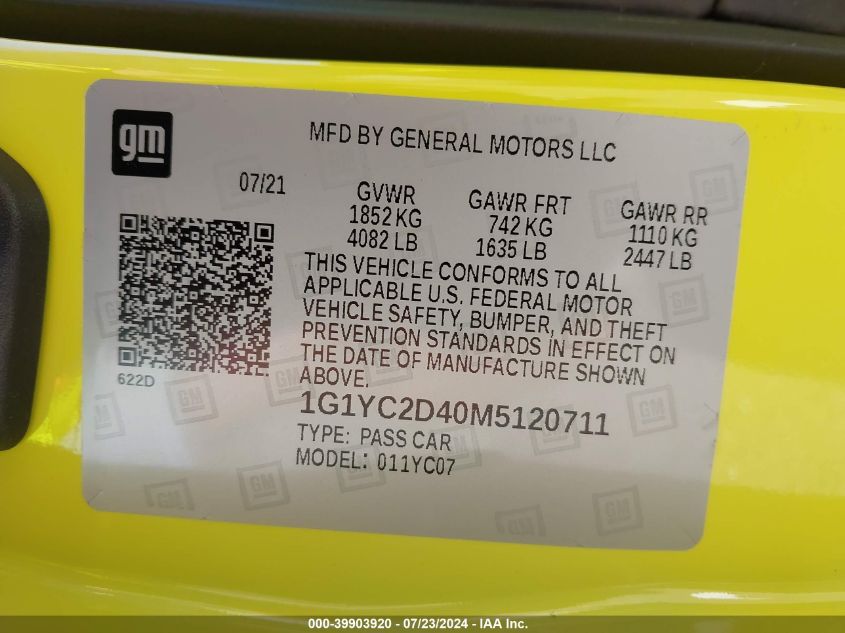 gm
MFD BY GENERAL MOTORS LLC
07/21
GVWR
1852 KG
4082 LB
GAWR FRT
742 KG
1635 LB
GAWR RR
1110 KG
2447 LB
THIS VEHICLE CONFORMS TO ALL
APPLICABLE U.S. FEDERAL MOTOR
VEHICLE SAFETY, BUMPER, AND THEFT
PREVENTION STANDARDS IN EFFECT ON
THE DATE OF MANUFACTURE SHOWN
ABOVE.
622D
1G1YC2D40M5120711
TYPE: PASS CAR
MODEL: 011YC07
000-39903920 - 07/23/2024 - IAA Inc.